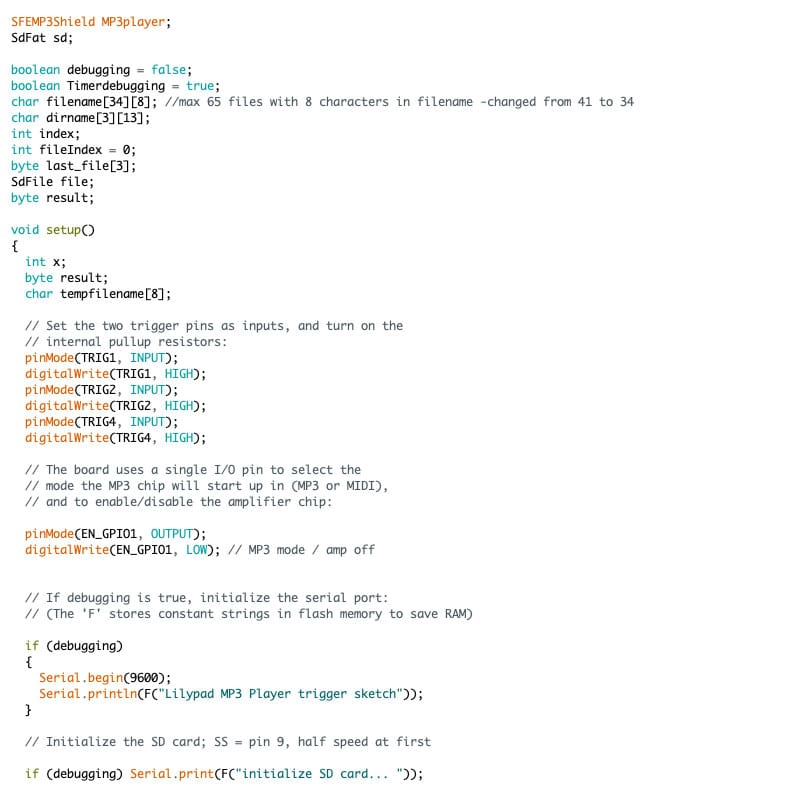 SFEMP3Shield MP3player;
SdFat sd;
boolean debugging = false;
boolean Timerdebugging = true;
char filename[34][8]; //max 65 files with 8 characters in filename -changed from 41 to 34
char dirname[3][13];
int index;
int fileIndex = 0;
byte last_file[3];
SdFile file;
byte result;
void setup()
{
int x;
byte result;
char tempfilename[8];
// Set the two trigger pins as inputs, and turn on the
// internal pullup resistors:
pinMode(TRIG1, INPUT);
digitalWrite(TRIG1, HIGH);
pinMode(TRIG2, INPUT);
digitalWrite(TRIG2, HIGH);
pinMode(TRIG4, INPUT);
digitalWrite(TRIG4, HIGH);
// The board uses a single I/O pin to select the
// mode the MP3 chip will start up in (MP3 or MIDI),
// and to enable/disable the amplifier chip:
pinMode(EN_GPIO1, OUTPUT);
digitalWrite(EN_GPIO1, LOW); // MP3 mode / amp off
// If debugging is true, initialize the serial port:
// (The 'F' stores constant strings in flash memory to save RAM)
if (debugging)
{
Serial.begin(9600);
Serial.println(F("Lilypad MP3 Player trigger sketch"));
}
// Initialize the SD card; SS = pin 9, half speed at first
if (debugging) Serial.print(F("initialize SD card... "));